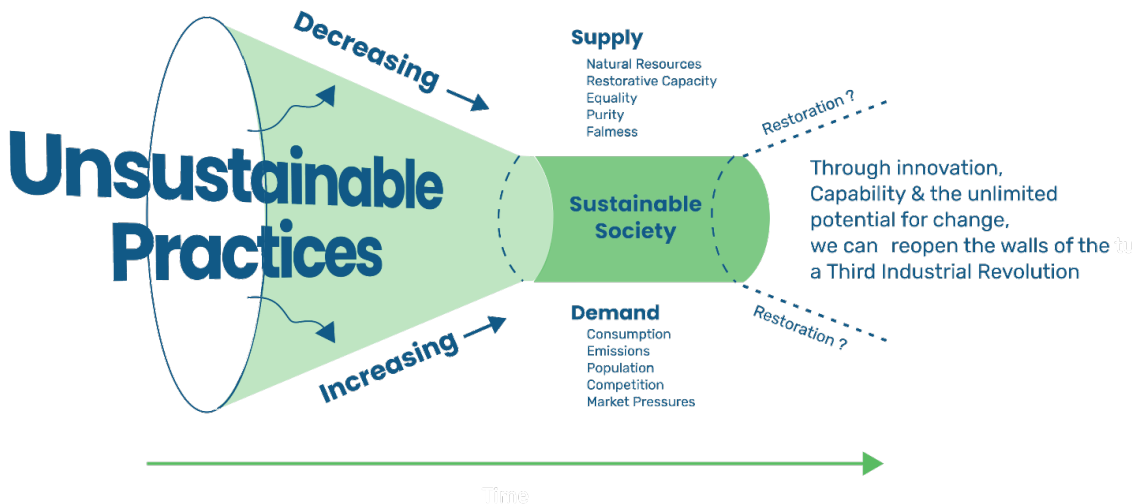 Unsustainable
Practices
Decreasing
Increasing
Supply
Natural Resources
Restorative Capacity
Equality
Purity
Falmess
Sustainable
Society
Demand
Consumption
Emissions
Population
Competition
Market Pressures
Restoration ?
Restoration ?
Through innovation,
Capability & the unlimited
potential for change,
we can reopen the walls of the
a Third Industrial Revolution
Time